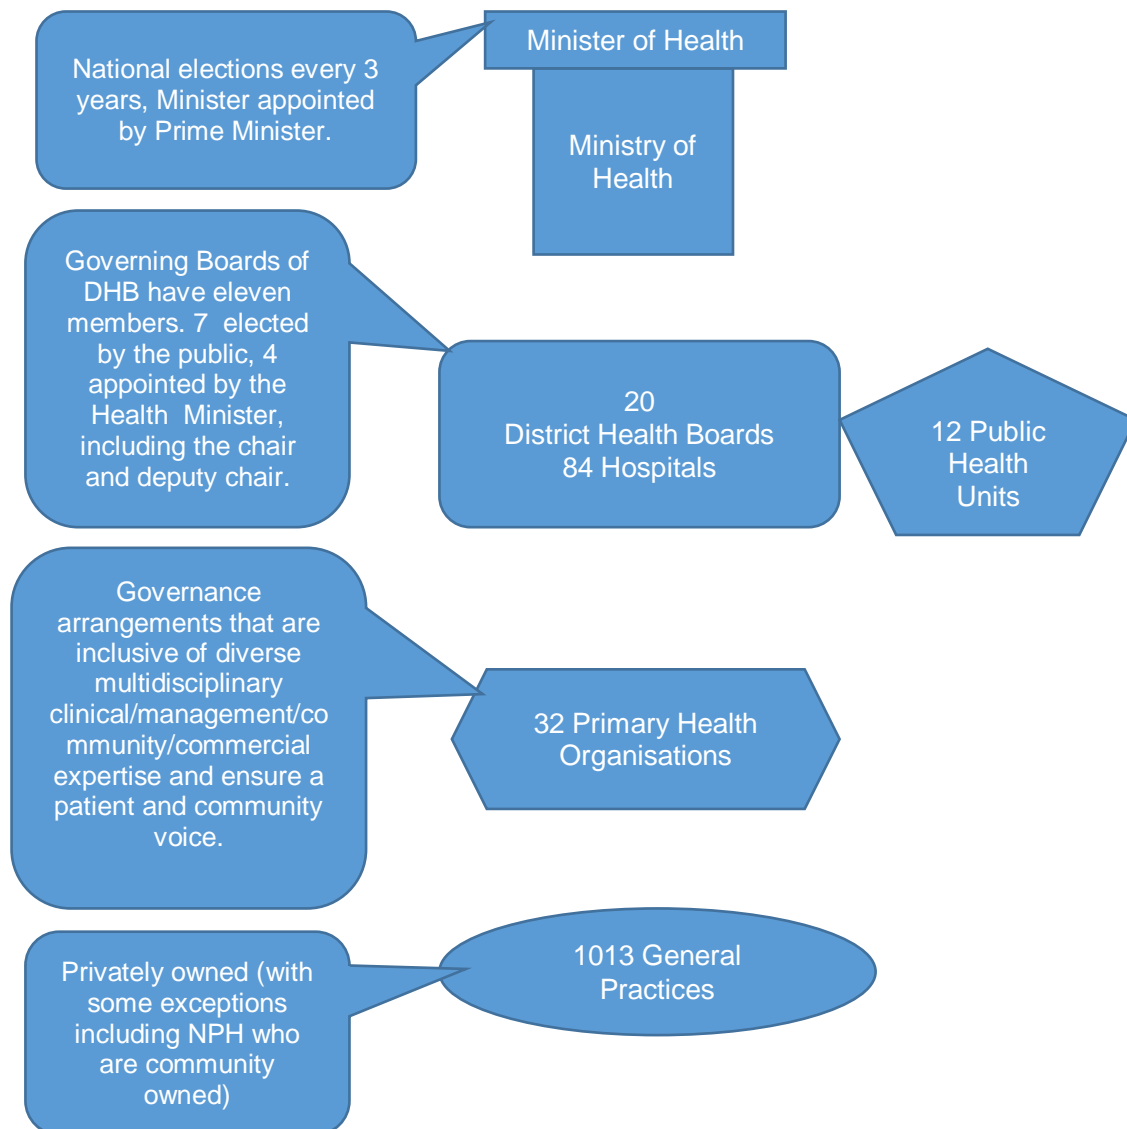 National elections every 3
years, Minister appointed
by Prime Minister.
Minister of Health
Ministry of
Health
Governing Boards of
DHB have eleven
members. 7 elected
by the public, 4
appointed by the
Health Minister,
including the chair
and deputy chair.
20
District Health Boards
84 Hospitals
12 Public
Health
Units
Governance
arrangements that are
inclusive of diverse
multidisciplinary
clinical/management/co
mmunity/commercial
expertise and ensure a
patient and community
voice.
32 Primary Health
Organisations
Privately owned (with
some exceptions
including NPH who
are community
owned)
1013 General
Practices